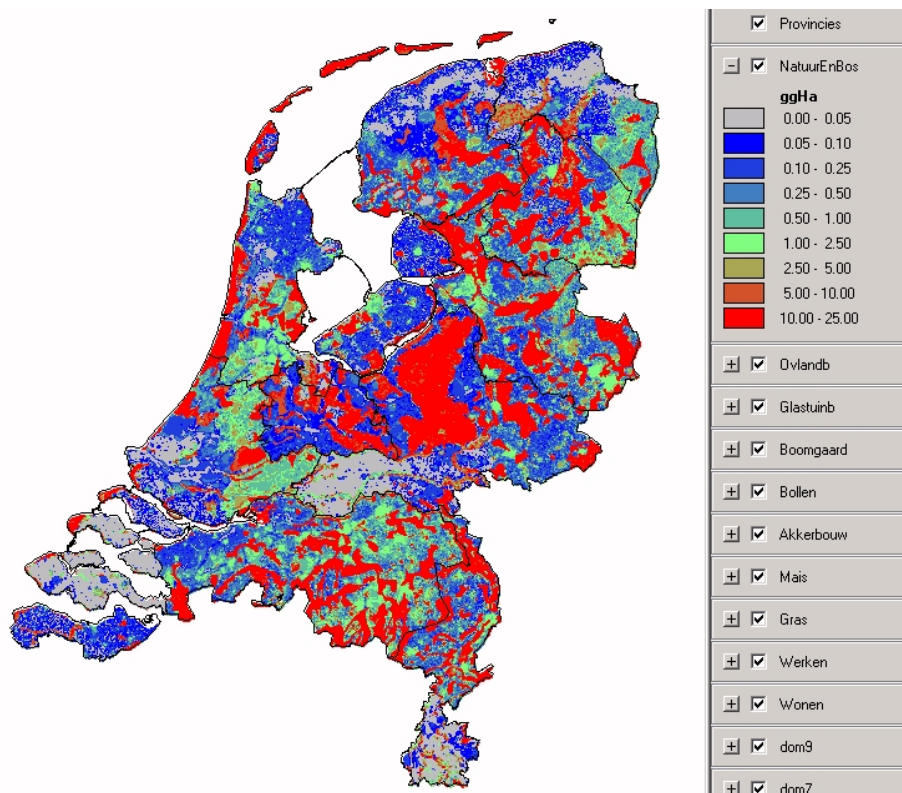 Provincies
NatuurEnBos
ggHa
0.00 - 0.05
0.05 - 0.10
0.10 - 0.25
0.25 - 0.50
0.50 - 1.00
1.00 - 2.50
2.50 - 5.00
5.00 - 10.00
10.00 - 25.00
Ovlandb
Glastuinb
Boomgaard
Bollen
Akkerbouw
Mais
Gras
Werken
Wonen
dom9
dom7